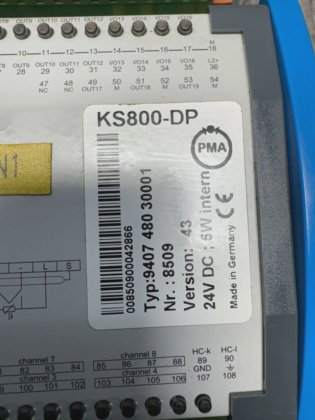 OUT8 OUT9 OUT10 OUT11 OUT12 I/O13 I/O14 I/O15 I/O16
10 11 12 13 14 15 16 17 18
OUT8 OUT9 OUT10 OUT11 OUT12 I/O13 I/O14 I/O15 I/O16 L2+
28 29 30 31 32 33 34 35 36
47 48 49 50 51 52 53 54
NC NC OUT17 M OUT18 M OUT19 M
KS800-DP
PMA
N1
00850900042866
Typ:9407 480 30001
Nr. : 8509
Version: 43
24V DC ; 5W intern
CE
Made in Germany
- L S
channel 7
82 83 84
channel 3
100 101 102
channel 8
85 86 87 88
channel 4
103 104 105 106
HC-k HC-l
89 90
GND
107 108